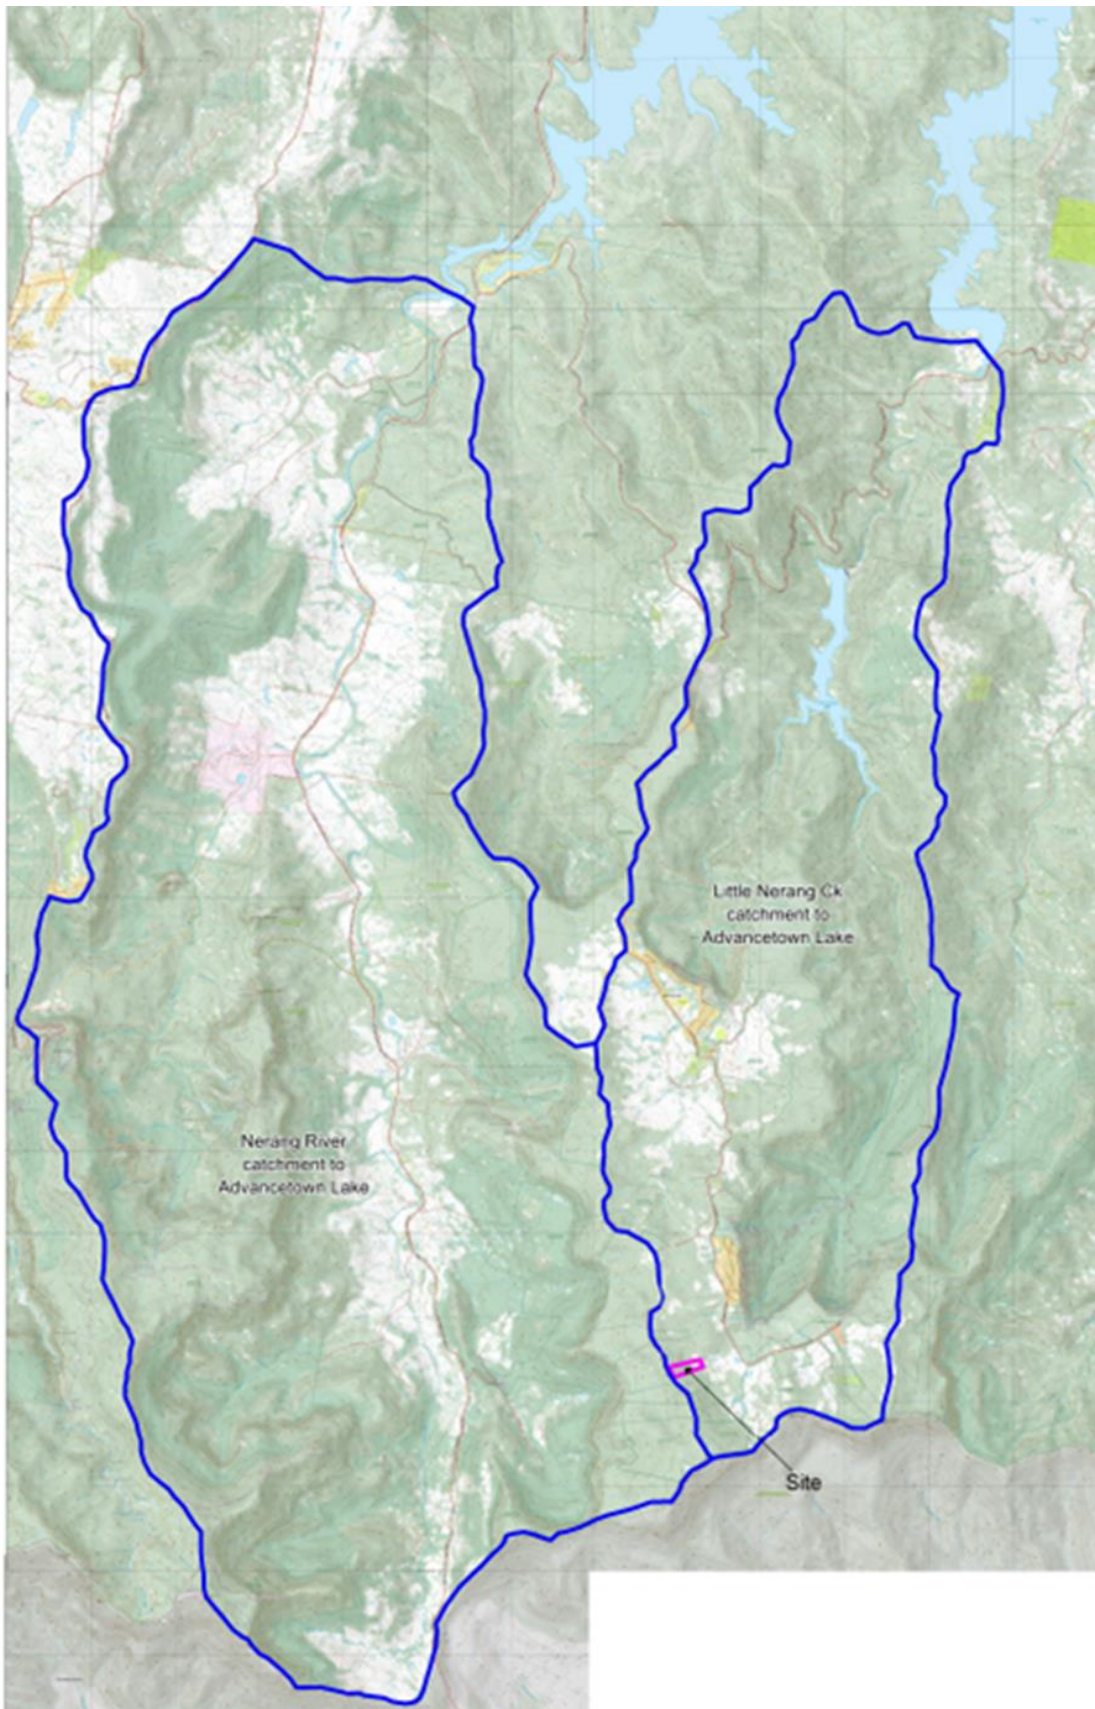 Little Nerang Ck
catchment to
Advancetown Lake
Nerang River
catchment to
Advancetown Lake
Site